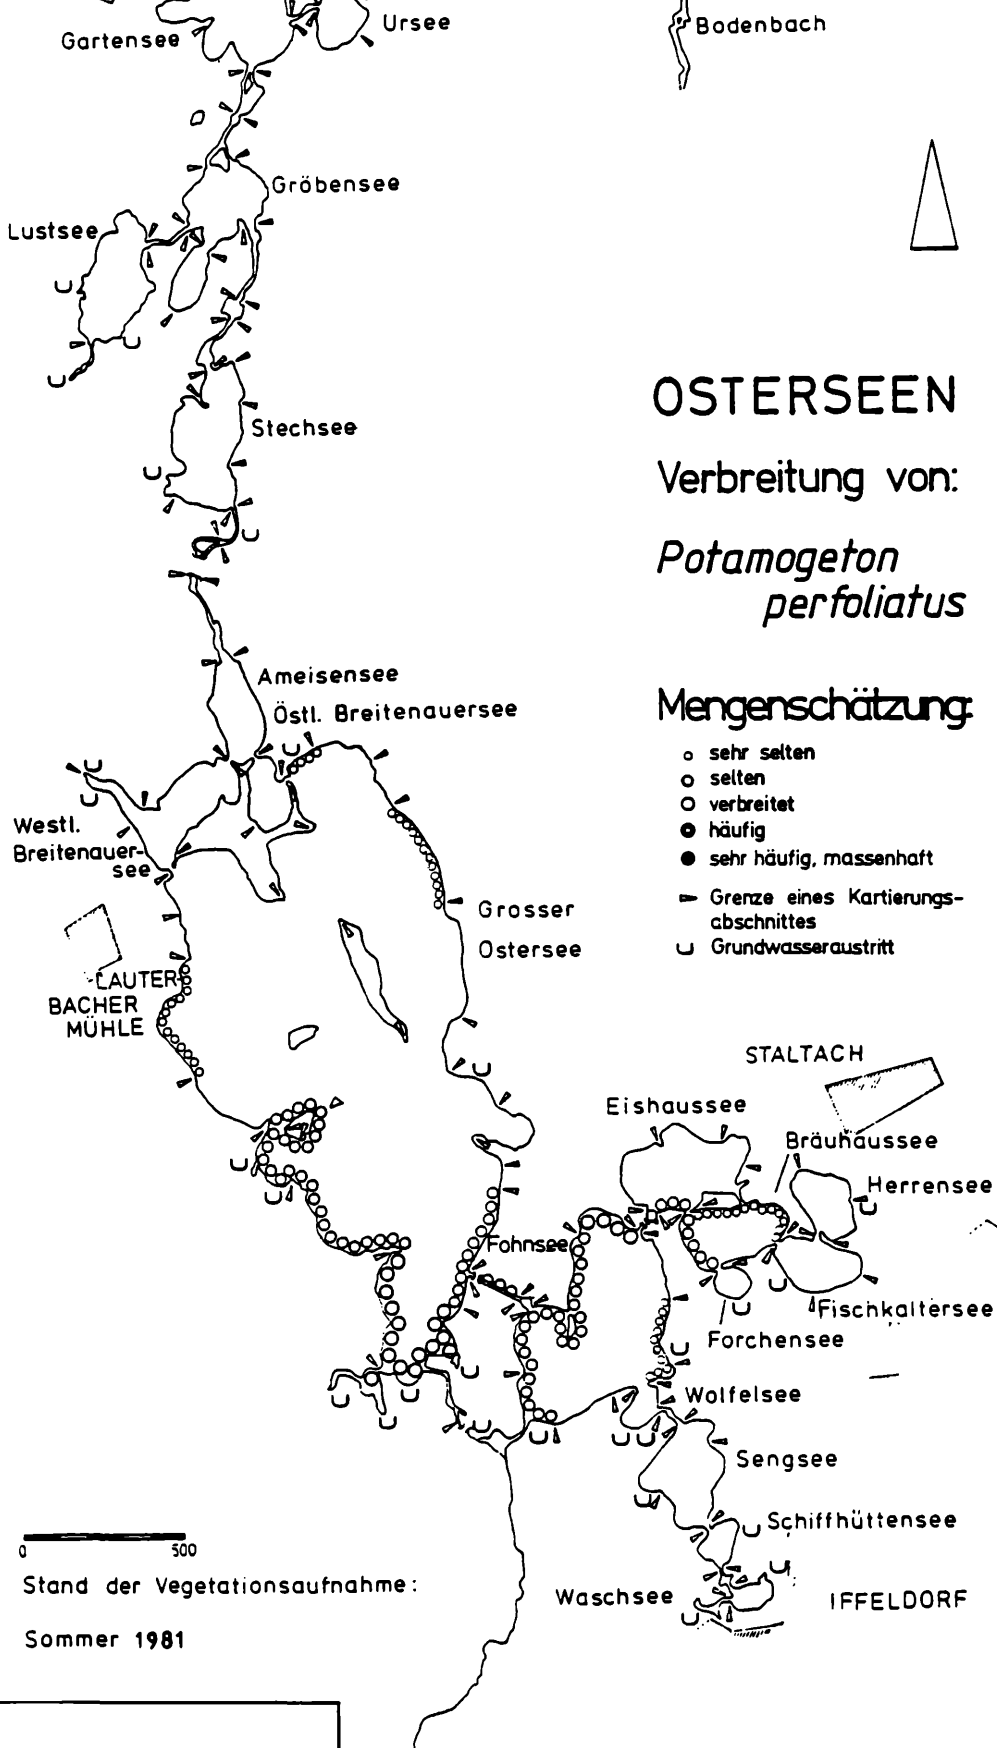 Gartensee
Ursee
Bodenbach
Gröbensee
Lustsee
OSTERSEEN
Stechsee
Verbreitung von:
Potamogeton
perfoliatus
Ameisensee
Östl. Breitenauersee
Mengenschätzung:
sehr selten
selten
verbreitet
häufig
sehr häufig, massenhaft
Grenze eines Kartierungs-
abschnittes
Grundwasseraustritt
Westl.
Breitenauer-
see
Grosser
Ostersee
LAUTER-
BACHER
MÜHLE
STALTACH
Eishaussee
Bräuhaussee
Herrensee
Fohnsee
Fischkaltersee
Forchensee
Wolfelsee
Sengsee
Schiffhüttensee
0 500
Stand der Vegetationsaufnahme:
Waschsee
IFFELDORF
Sommer 1981